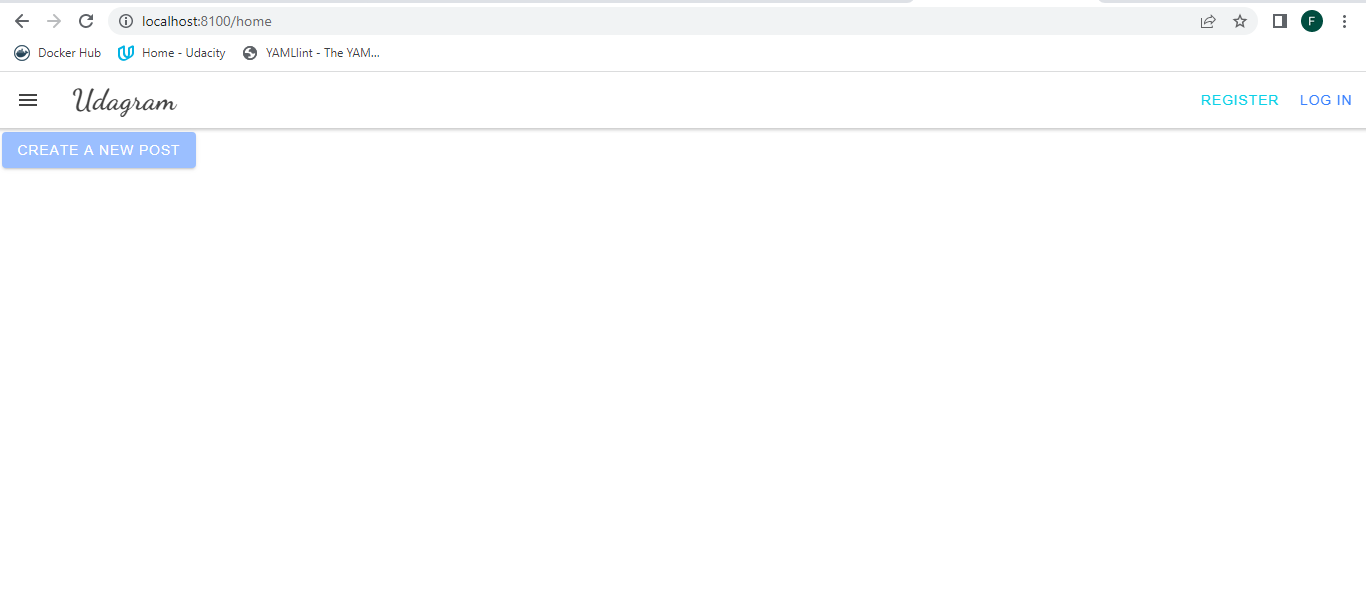 localhost:8100/home
F
Docker Hub Home - Udacity YAMLlint - The YAM...
Udagram REGISTER LOG IN
CREATE A NEW POST